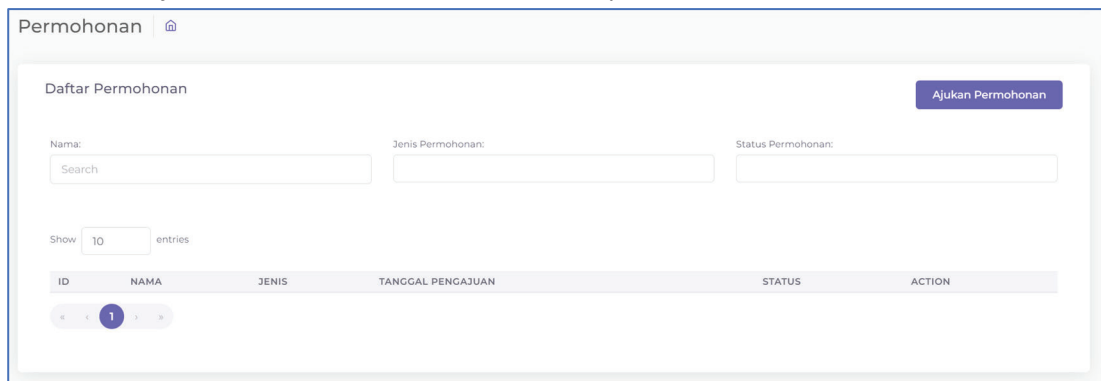 Permohonan
Daftar Permohonan
Ajukan Permohonan
Nama:
Jenis Permohonan:
Status Permohonan:
Search
Show 10 entries
ID NAMA JENIS TANGGAL PENGAJUAN STATUS ACTION
« ‹ 1 › »